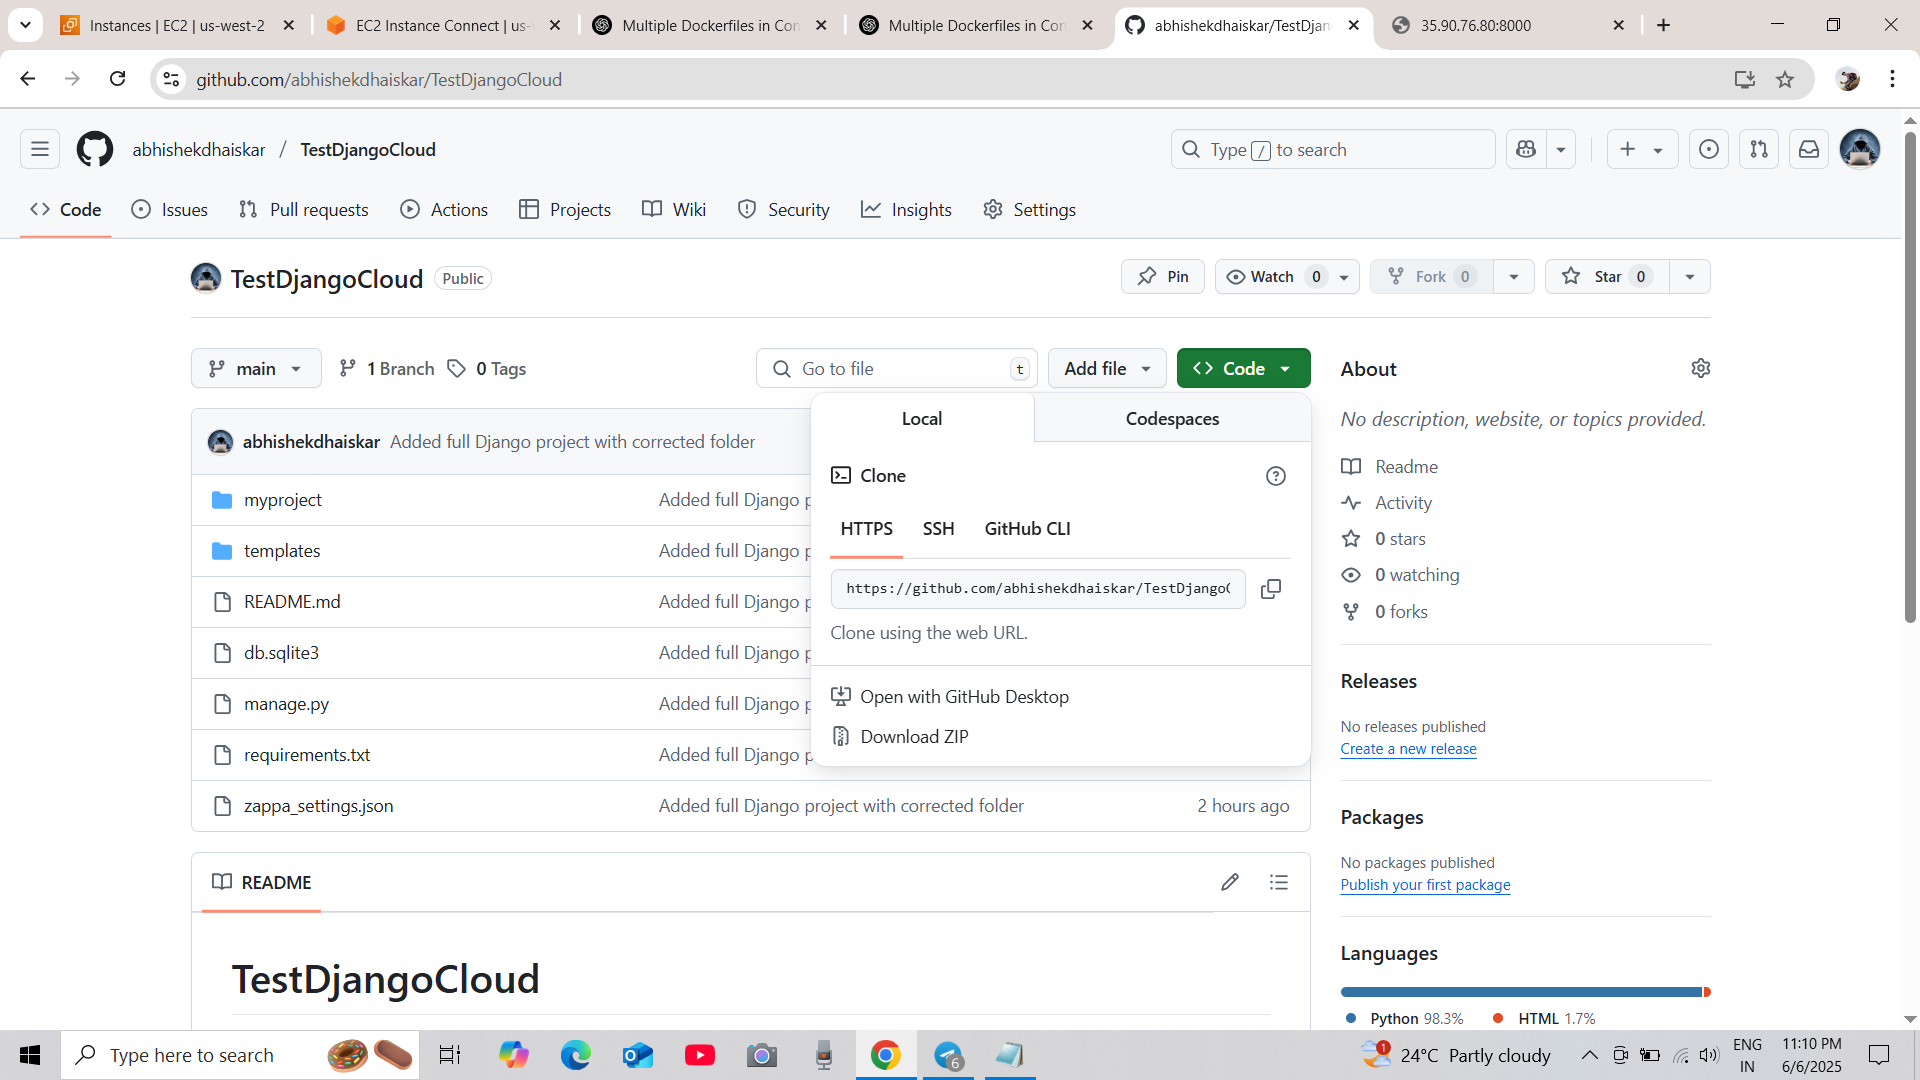 Instances | EC2 | us-west-2
EC2 Instance Connect | us-
Multiple Dockerfiles in Con
Multiple Dockerfiles in Con
abhishekdhaiskar/TestDjan
35.90.76.80:8000
github.com/abhishekdhaiskar/TestDjangoCloud
abhishekdhaiskar / TestDjangoCloud
Type / to search
Code
Issues
Pull requests
Actions
Projects
Wiki
Security
Insights
Settings
TestDjangoCloud Public
Pin
Watch 0
Fork 0
Star 0
main
1 Branch
0 Tags
Go to file t
Add file
Code
Local
Codespaces
Clone
HTTPS
SSH
GitHub CLI
https://github.com/abhishekdhaiskar/TestDjango
Clone using the web URL.
Open with GitHub Desktop
Download ZIP
abhishekdhaiskar Added full Django project with corrected folder
myproject Added full Django p
templates Added full Django p
README.md Added full Django p
db.sqlite3 Added full Django p
manage.py Added full Django p
requirements.txt Added full Django p
zappa_settings.json Added full Django project with corrected folder 2 hours ago
README
TestDjangoCloud
About
No description, website, or topics provided.
Readme
Activity
0 stars
0 watching
0 forks
Releases
No releases published
Create a new release
Packages
No packages published
Publish your first package
Languages
Python 98.3% HTML 1.7%
Type here to search
6
1
24°C Partly cloudy
ENG
IN
11:10 PM
6/6/2025